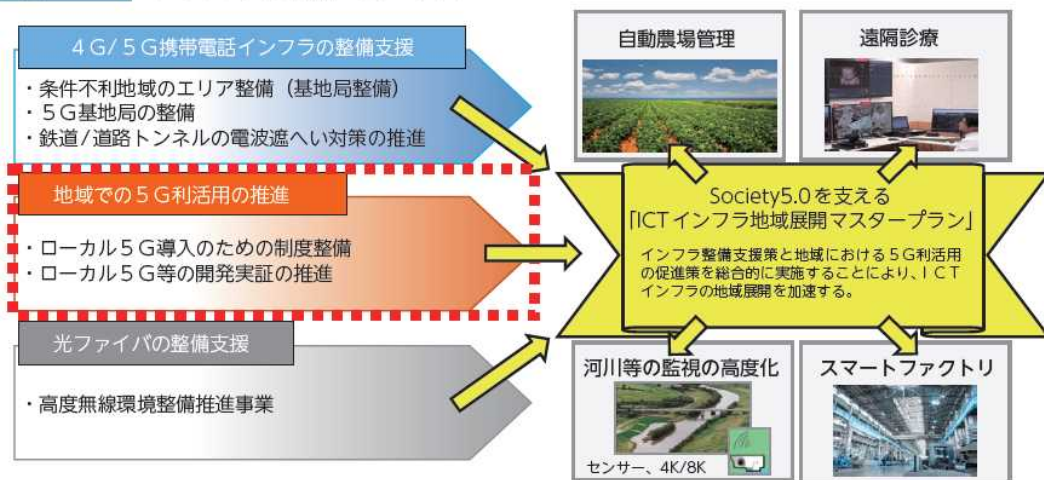 4G/5G携帯電話インフラの整備支援
・条件不利地域のエリア整備（基地局整備）
・5G基地局の整備
・鉄道/道路トンネルの電波遮へい対策の推進
地域での5G利活用の推進
・ローカル5G導入のための制度整備
・ローカル5G等の開発実証の推進
光ファイバの整備支援
・高度無線環境整備推進事業
自動農場管理
遠隔診療
Society5.0を支える
「ICTインフラ地域展開マスタープラン」
インフラ整備支援策と地域における5G利活用
の促進策を総合的に実施することにより、ICT
インフラの地域展開を加速する。
河川等の監視の高度化
センサー、4K/8K
スマートファクトリ